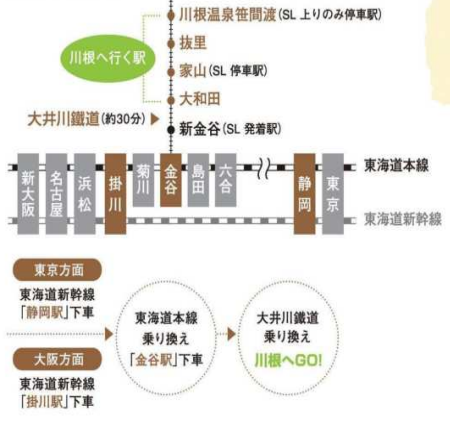 川根温泉笹間渡(SL 上りのみ停車駅)
抜里
川根へ行く駅
家山(SL 停車駅)
大和田
大井川鐵道(約30分)
新金谷(SL 発着駅)
東海道本線
新大阪
名古屋
浜松
掛川
菊川
金谷
島田
六合
静岡
東京
東海道新幹線
東京方面
東海道新幹線
「静岡駅」下車
大阪方面
東海道新幹線
「掛川駅」下車
東海道本線
乗り換え
「金谷駅」下車
大井川鐵道
乗り換え
川根へGO!